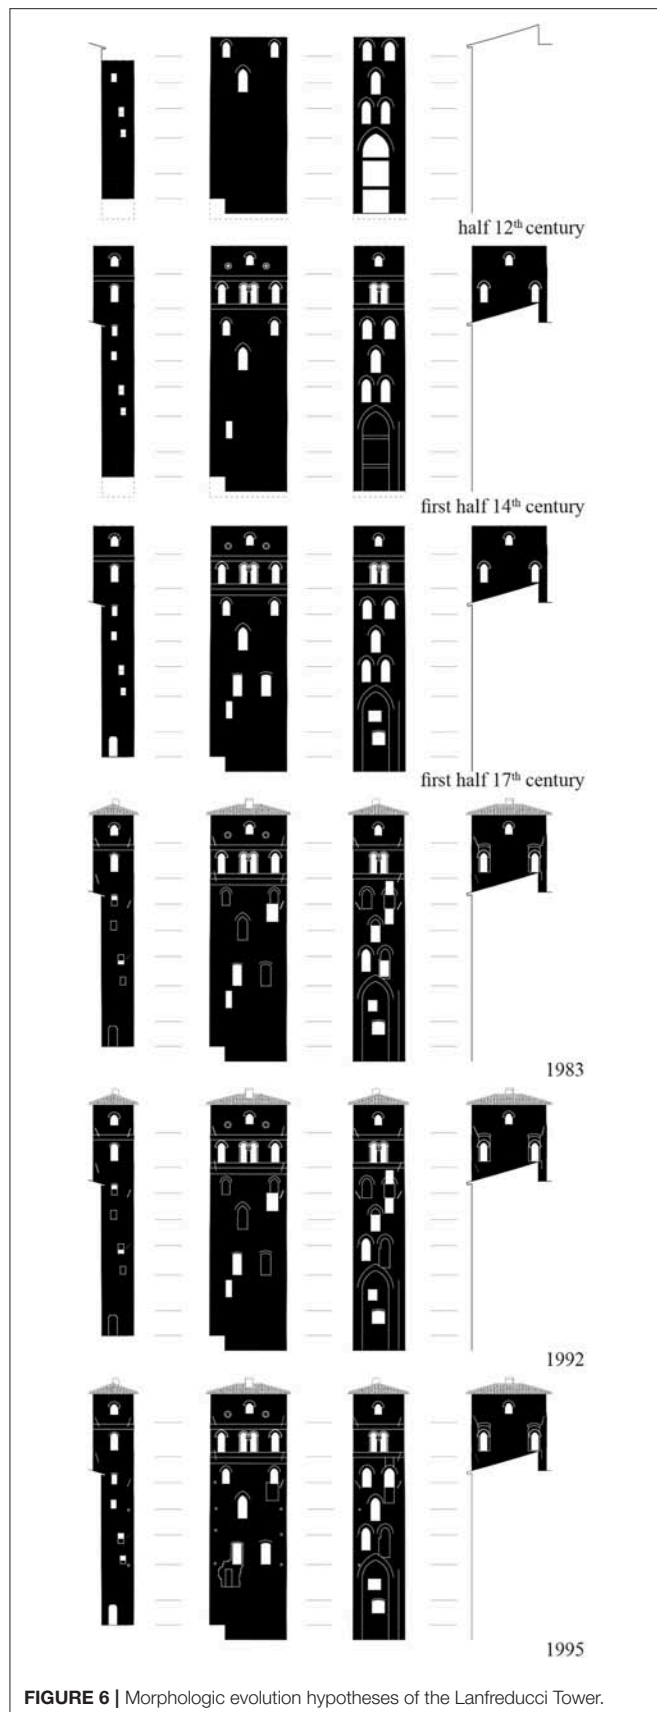 half 12th century
first half 14th century
first half 17th century
1983
1992
1995
FIGURE 6 | Morphologic evolution hypotheses of the Lanfreducci Tower.